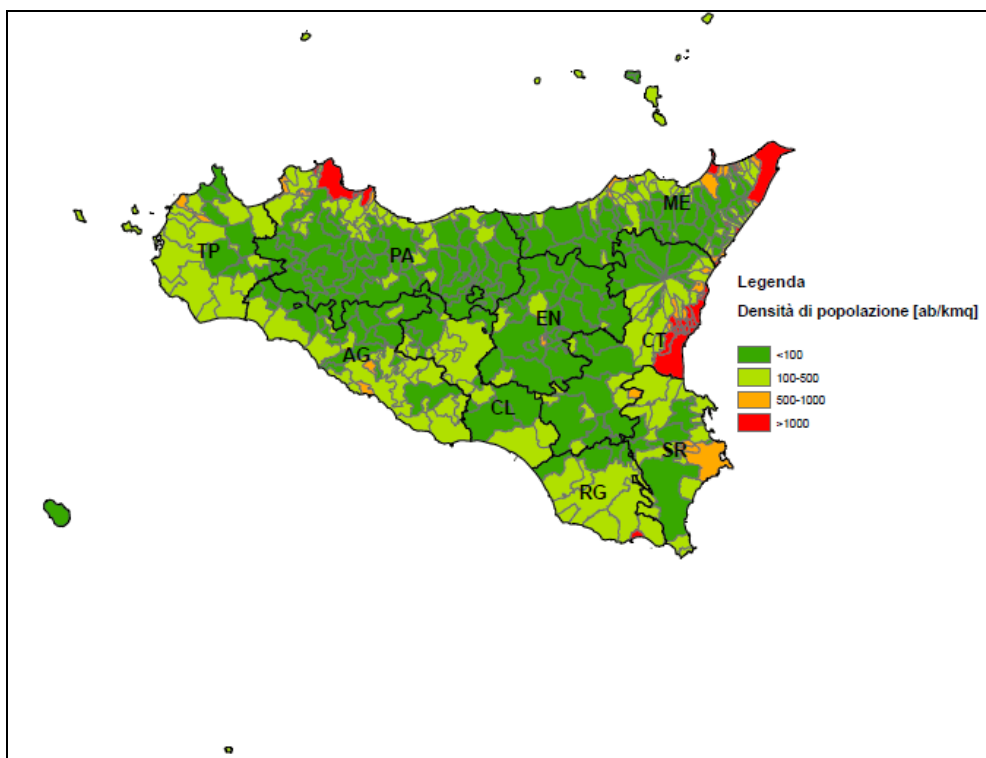 ME
TP
PA
Legenda
Densità di popolazione [ab/kmq]
EN
CT
<100
AG
100-500
500-1000
CL
>1000
SR
RG